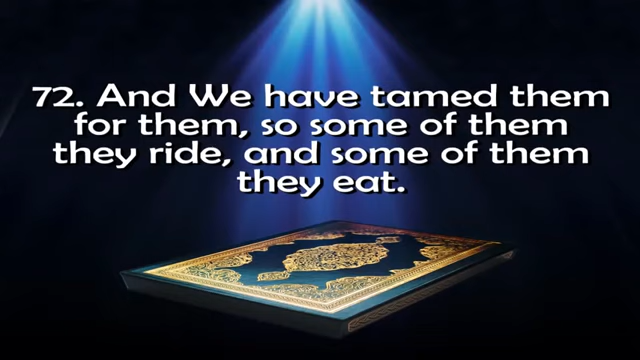 72. And We have tamed them
for them, so some of them
they ride, and some of them
they eat.